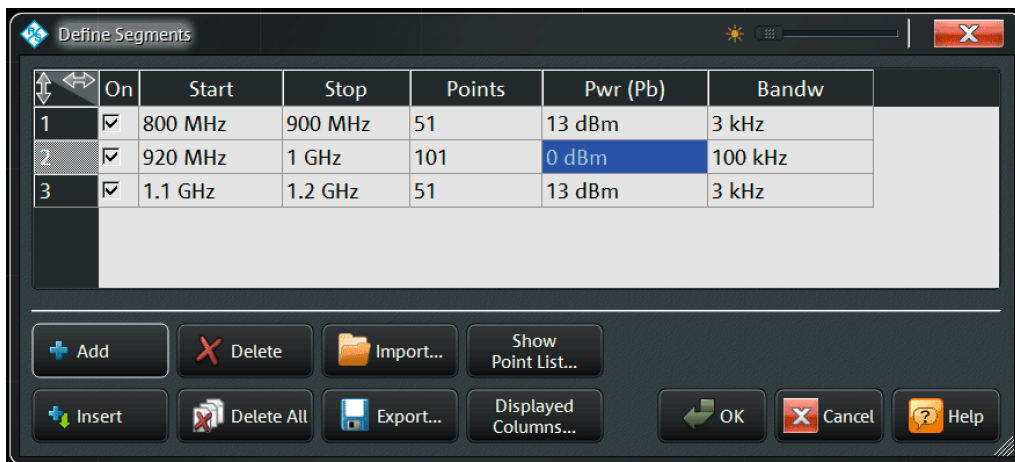 R&S Define Segments
On Start Stop Points Pwr (Pb) Bandw
1 800 MHz 900 MHz 51 13 dBm 3 kHz
2 920 MHz 1 GHz 101 0 dBm 100 kHz
3 1.1 GHz 1.2 GHz 51 13 dBm 3 kHz
Add Delete Import... Show
Point List...
Insert Delete All Export... Displayed
Columns... OK Cancel Help